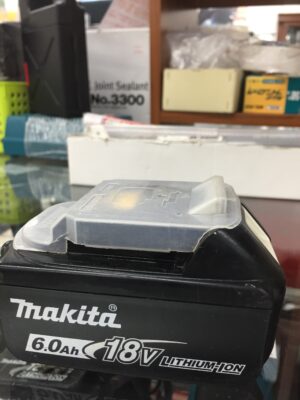 Joint Sealant
No.3300
makita®
6.0Ah 18V LITHIUM-ION